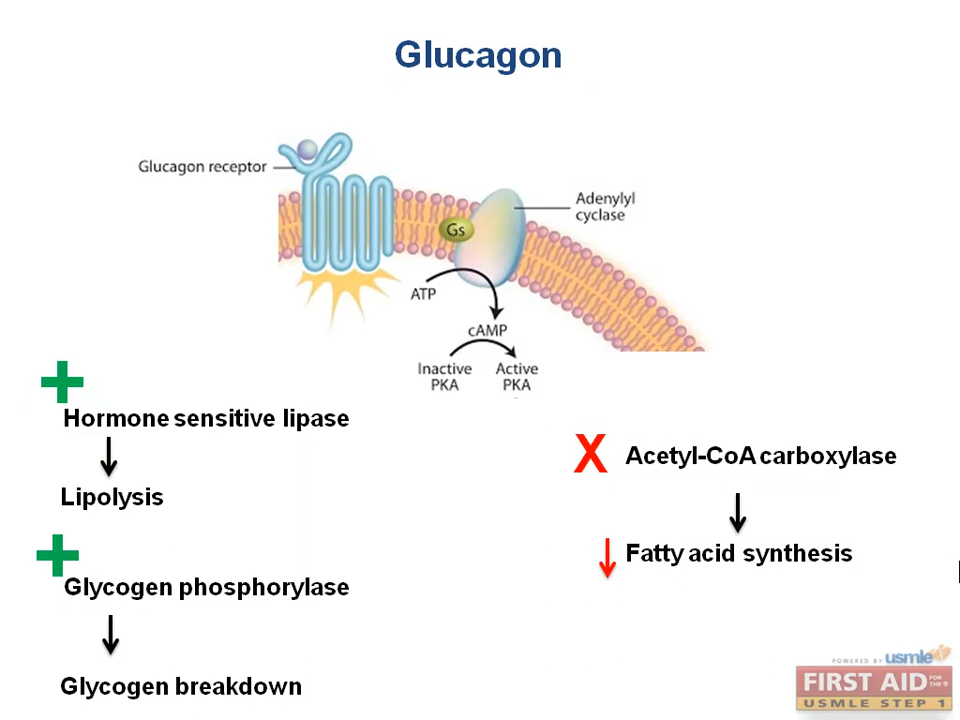 Glucagon
Glucagon receptor
Adenylyl
cyclase
Gs
ATP
cAMP
Inactive
PKA
Active
PKA
+
Hormone sensitive lipase
Lipolysis
+
Glycogen phosphorylase
Glycogen breakdown
X Acetyl-CoA carboxylase
Fatty acid synthesis
POWERED BY usmle
FIRST AID FOR THE ®
USMLE STEP 1